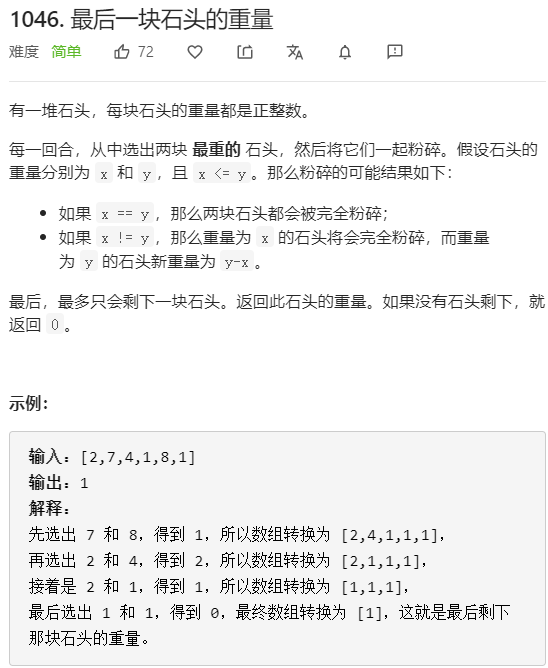 1046. 最后一块石头的重量
难度 简单 72
有一堆石头，每块石头的重量都是正整数。
每一回合，从中选出两块 最重的 石头，然后将它们一起粉碎。假设石头的
重量分别为 x 和 y，且 x <= y。那么粉碎的可能结果如下：
如果 x == y，那么两块石头都会被完全粉碎；
如果 x != y，那么重量为 x 的石头将会完全粉碎，而重量
为 y 的石头新重量为 y-x。
最后，最多只会剩下一块石头。返回此石头的重量。如果没有石头剩下，就
返回 0。
示例：
输入：[2,7,4,1,8,1]
输出：1
解释：
先选出 7 和 8，得到 1，所以数组转换为 [2,4,1,1,1]，
再选出 2 和 4，得到 2，所以数组转换为 [2,1,1,1]，
接着是 2 和 1，得到 1，所以数组转换为 [1,1,1]，
最后选出 1 和 1，得到 0，最终数组转换为 [1]，这就是最后剩下
那块石头的重量。